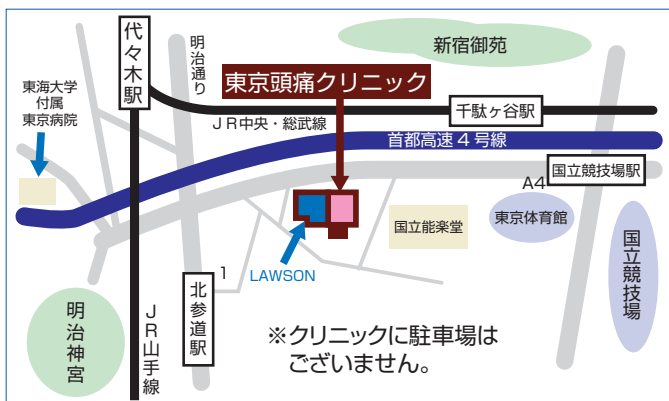 代々木駅
明治通り
新宿御苑
東京頭痛クリニック
東海大学
付属
東京病院
千駄ヶ谷駅
JR中央・総武線
首都高速4号線
国立競技場駅
A4
国立能楽堂
東京体育館
国立競技場
LAWSON
1
北参道駅
明治神宮
JR山手線
※クリニックに駐車場は
ございません。